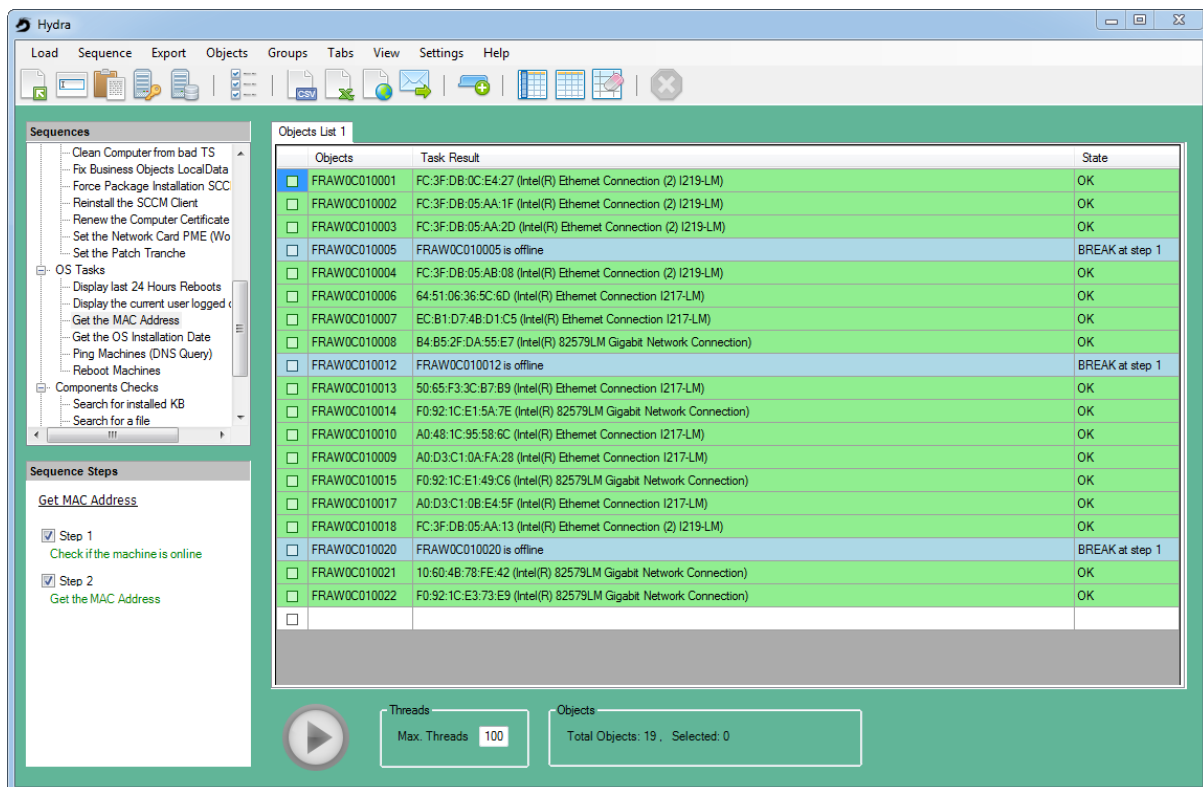 Hydra
Load Sequence Export Objects Groups Tabs View Settings Help
CSV
Sequences
Clean Computer from bad TS
Fix Business Objects LocalData
Force Package Installation SCC
Reinstall the SCCM Client
Renew the Computer Certificate
Set the Network Card PME (Wo
Set the Patch Tranche
OS Tasks
Display last 24 Hours Reboots
Display the current user logged
Get the MAC Address
Get the OS Installation Date
Ping Machines (DNS Query)
Reboot Machines
Components Checks
Search for installed KB
Search for a file
Sequence Steps
Get MAC Address
Step 1
Check if the machine is online
Step 2
Get the MAC Address
Objects List 1
Objects Task Result State
FRAW0C010001 FC:3F:DB:0C:E4:27 (Intel(R) Ethernet Connection (2) I219-LM) OK
FRAW0C010002 FC:3F:DB:05:AA:1F (Intel(R) Ethernet Connection (2) I219-LM) OK
FRAW0C010003 FC:3F:DB:05:AA:2D (Intel(R) Ethernet Connection (2) I219-LM) OK
FRAW0C010005 FRAW0C010005 is offline BREAK at step 1
FRAW0C010004 FC:3F:DB:05:AB:08 (Intel(R) Ethernet Connection (2) I219-LM) OK
FRAW0C010006 64:51:06:36:5C:6D (Intel(R) Ethernet Connection I217-LM) OK
FRAW0C010007 EC:B1:D7:4B:D1:C5 (Intel(R) Ethernet Connection I217-LM) OK
FRAW0C010008 B4:B5:2F:DA:55:E7 (Intel(R) 82579LM Gigabit Network Connection) OK
FRAW0C010012 FRAW0C010012 is offline BREAK at step 1
FRAW0C010013 50:65:F3:3C:B7:B9 (Intel(R) Ethernet Connection I217-LM) OK
FRAW0C010014 F0:92:1C:E1:5A:7E (Intel(R) 82579LM Gigabit Network Connection) OK
FRAW0C010010 A0:48:1C:95:58:6C (Intel(R) Ethernet Connection I217-LM) OK
FRAW0C010009 A0:D3:C1:0A:FA:28 (Intel(R) Ethernet Connection I217-LM) OK
FRAW0C010015 F0:92:1C:E1:49:C6 (Intel(R) 82579LM Gigabit Network Connection) OK
FRAW0C010017 A0:D3:C1:0B:E4:5F (Intel(R) Ethernet Connection I217-LM) OK
FRAW0C010018 FC:3F:DB:05:AA:13 (Intel(R) Ethernet Connection (2) I219-LM) OK
FRAW0C010020 FRAW0C010020 is offline BREAK at step 1
FRAW0C010021 10:60:4B:78:FE:42 (Intel(R) 82579LM Gigabit Network Connection) OK
FRAW0C010022 F0:92:1C:E3:73:E9 (Intel(R) 82579LM Gigabit Network Connection) OK
Threads
Max. Threads 100
Objects
Total Objects: 19 , Selected: 0